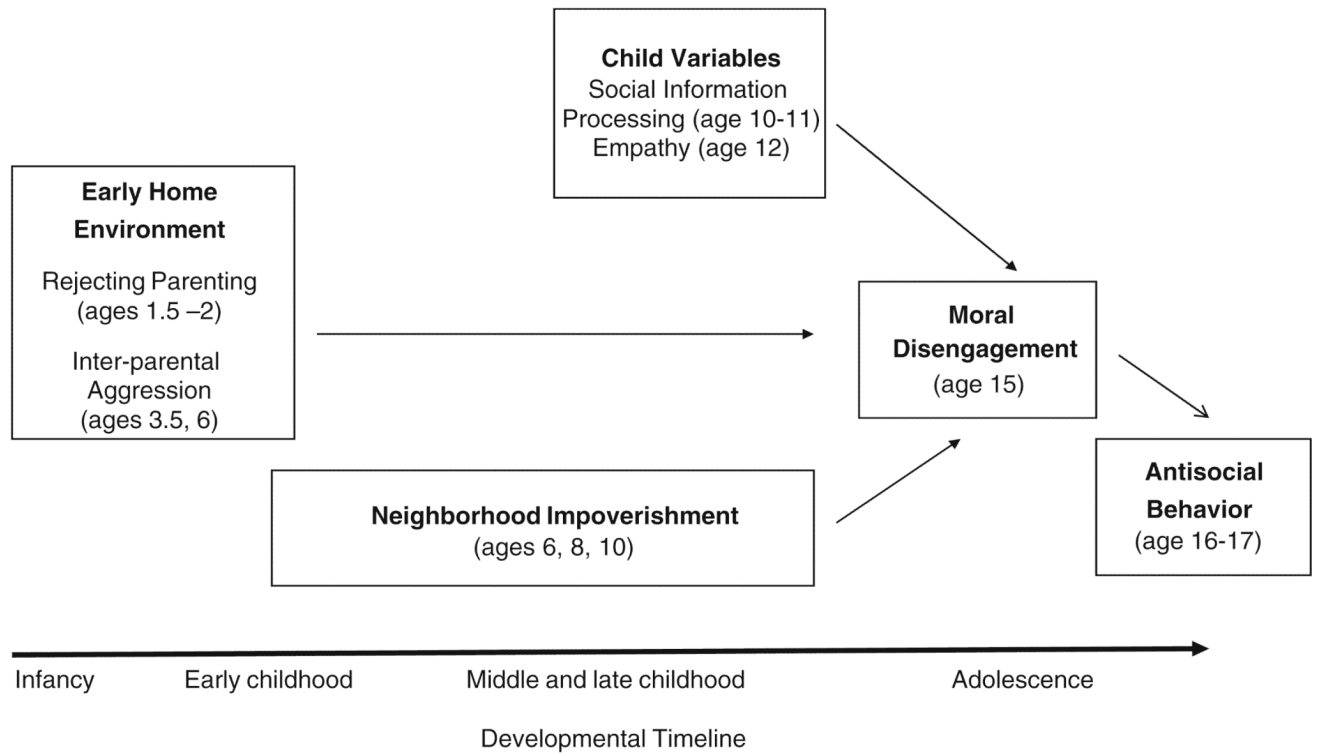 Child Variables
Social Information
Processing (age 10-11)
Empathy (age 12)
Early Home
Environment
Rejecting Parenting
(ages 1.5 –2)
Inter-parental
Aggression
(ages 3.5, 6)
Moral
Disengagement
(age 15)
Neighborhood Impoverishment
(ages 6, 8, 10)
Antisocial
Behavior
(age 16-17)
Infancy
Early childhood
Middle and late childhood
Adolescence
Developmental Timeline